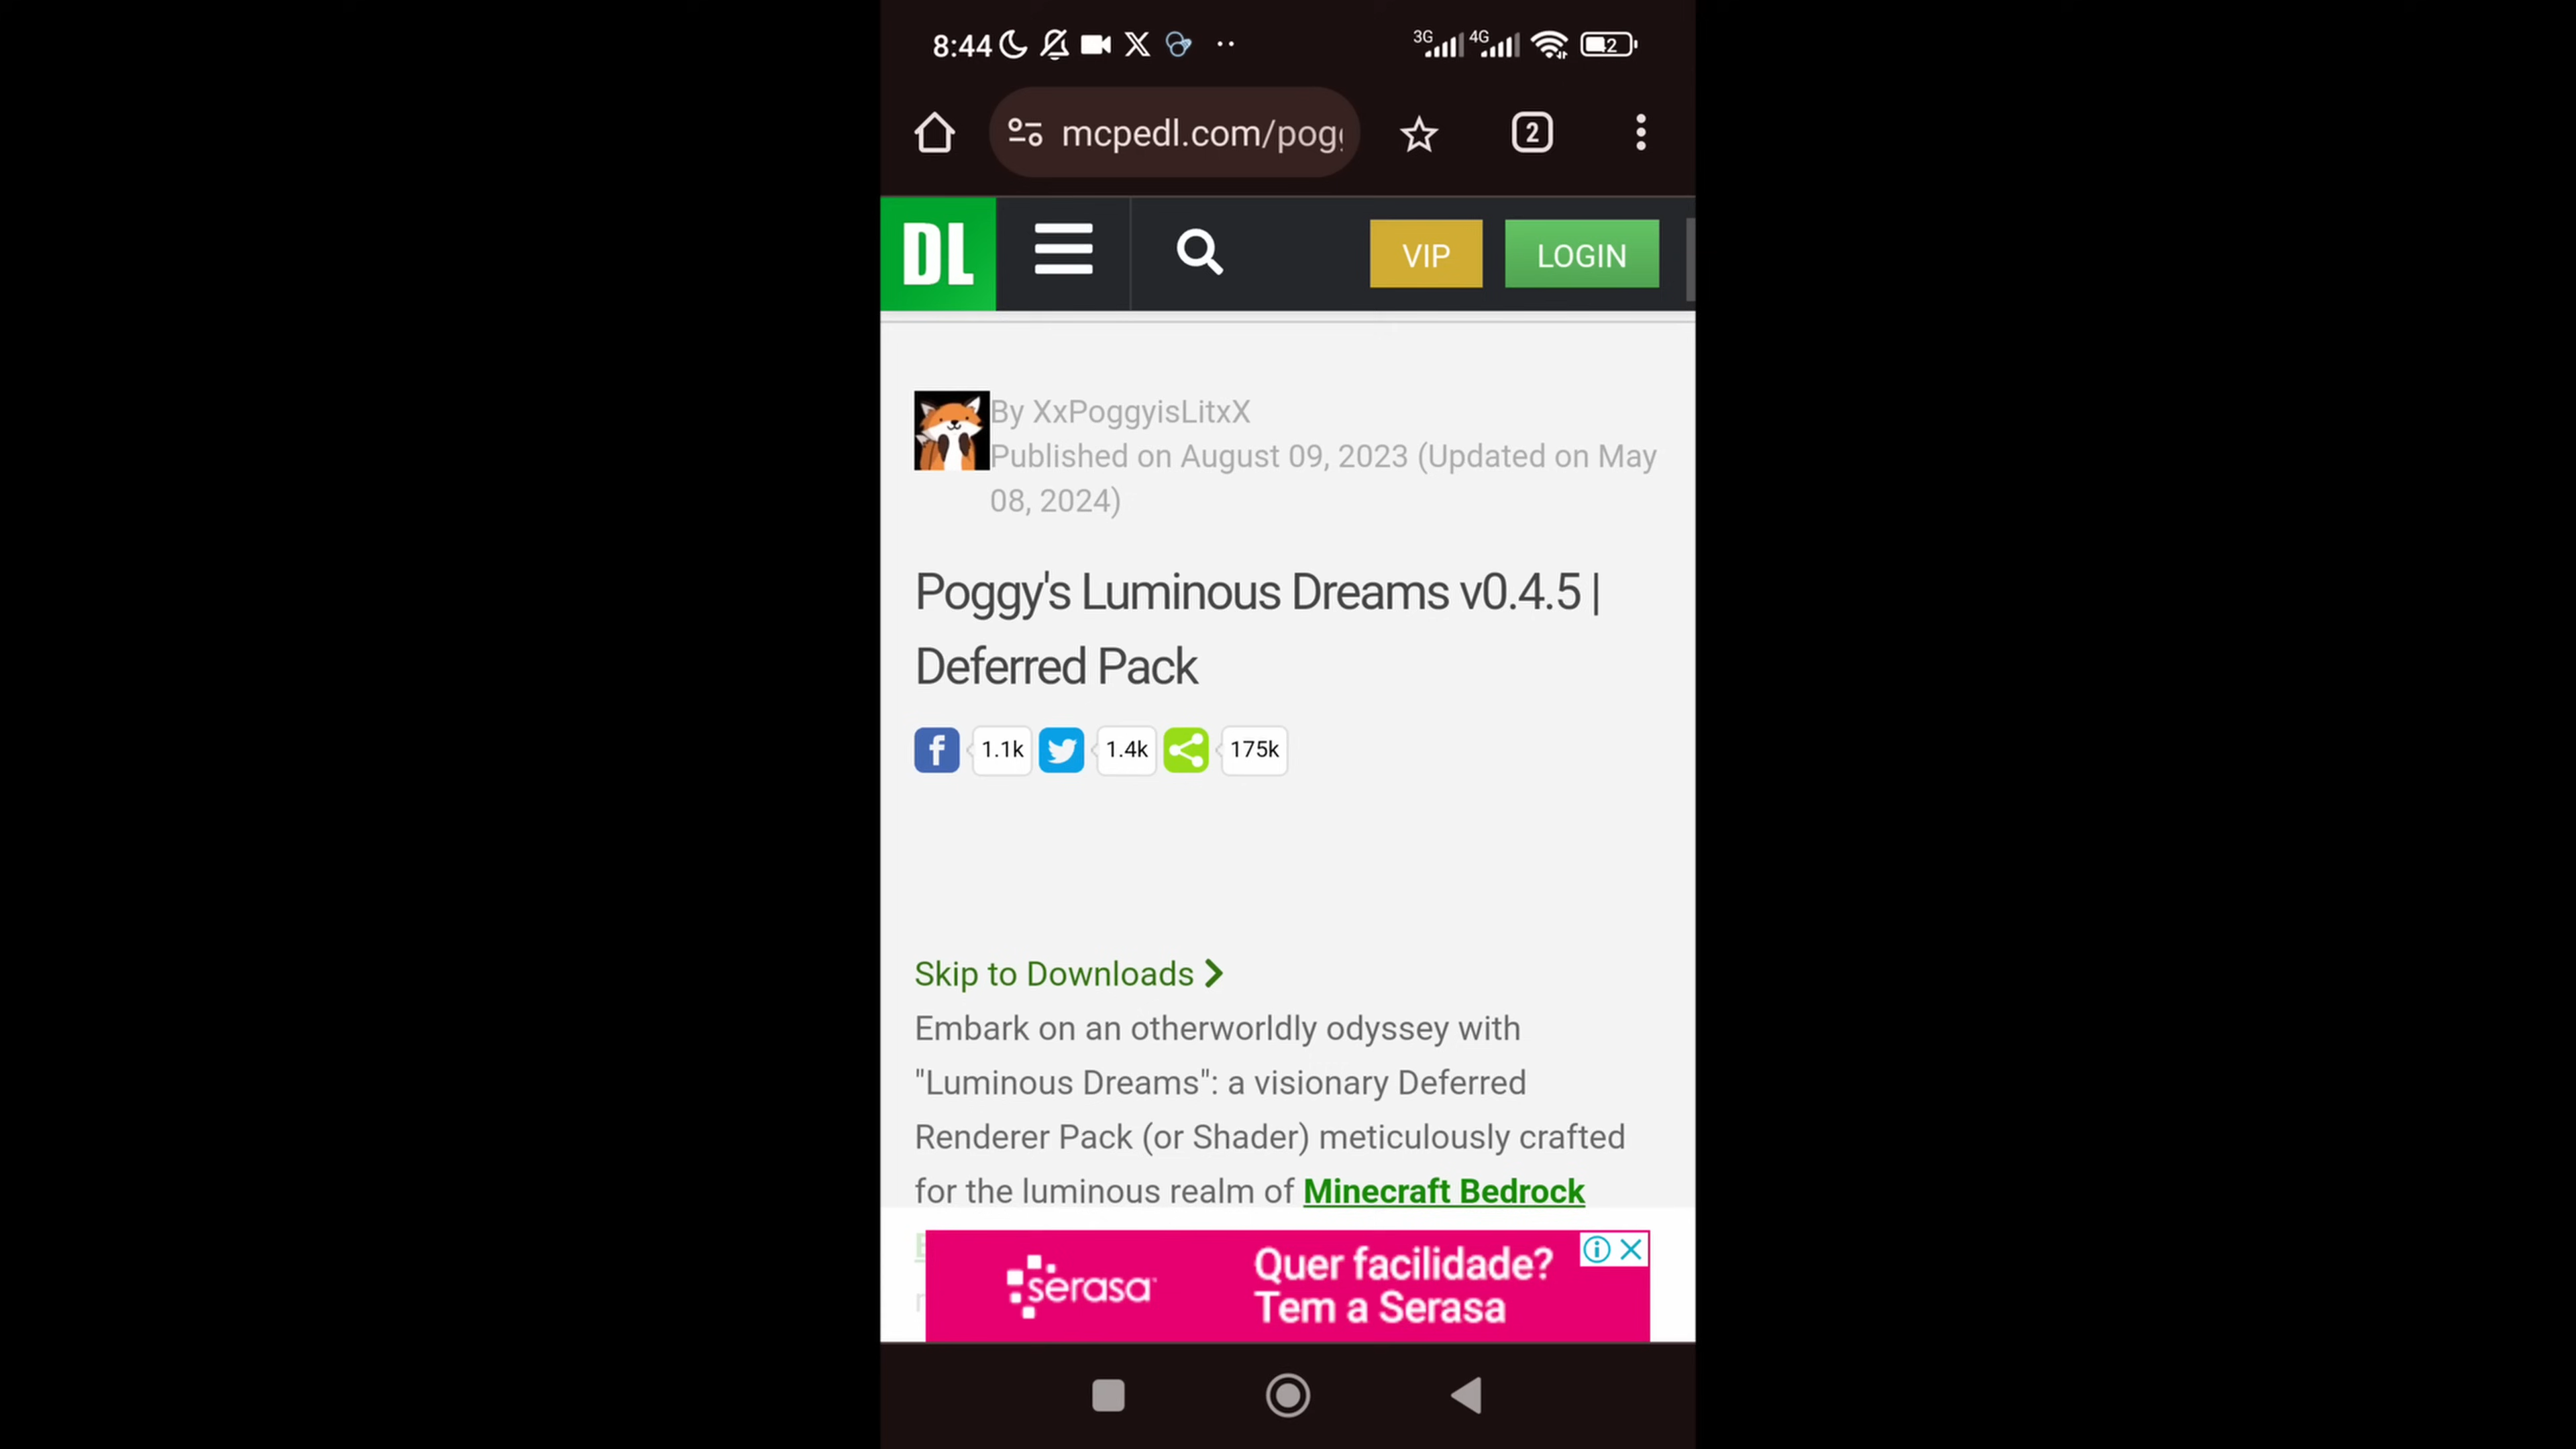 8:44
3G 4G 42
mcpedl.com/pog
2
DL
VIP LOGIN
By XxPoggyisLitxX
Published on August 09, 2023 (Updated on May
08, 2024)
Poggy's Luminous Dreams v0.4.5 |
Deferred Pack
1.1k 1.4k 175k
Skip to Downloads
Embark on an otherworldly odyssey with
"Luminous Dreams": a visionary Deferred
Renderer Pack (or Shader) meticulously crafted
for the luminous realm of Minecraft Bedrock
serasa
Quer facilidade?
Tem a Serasa